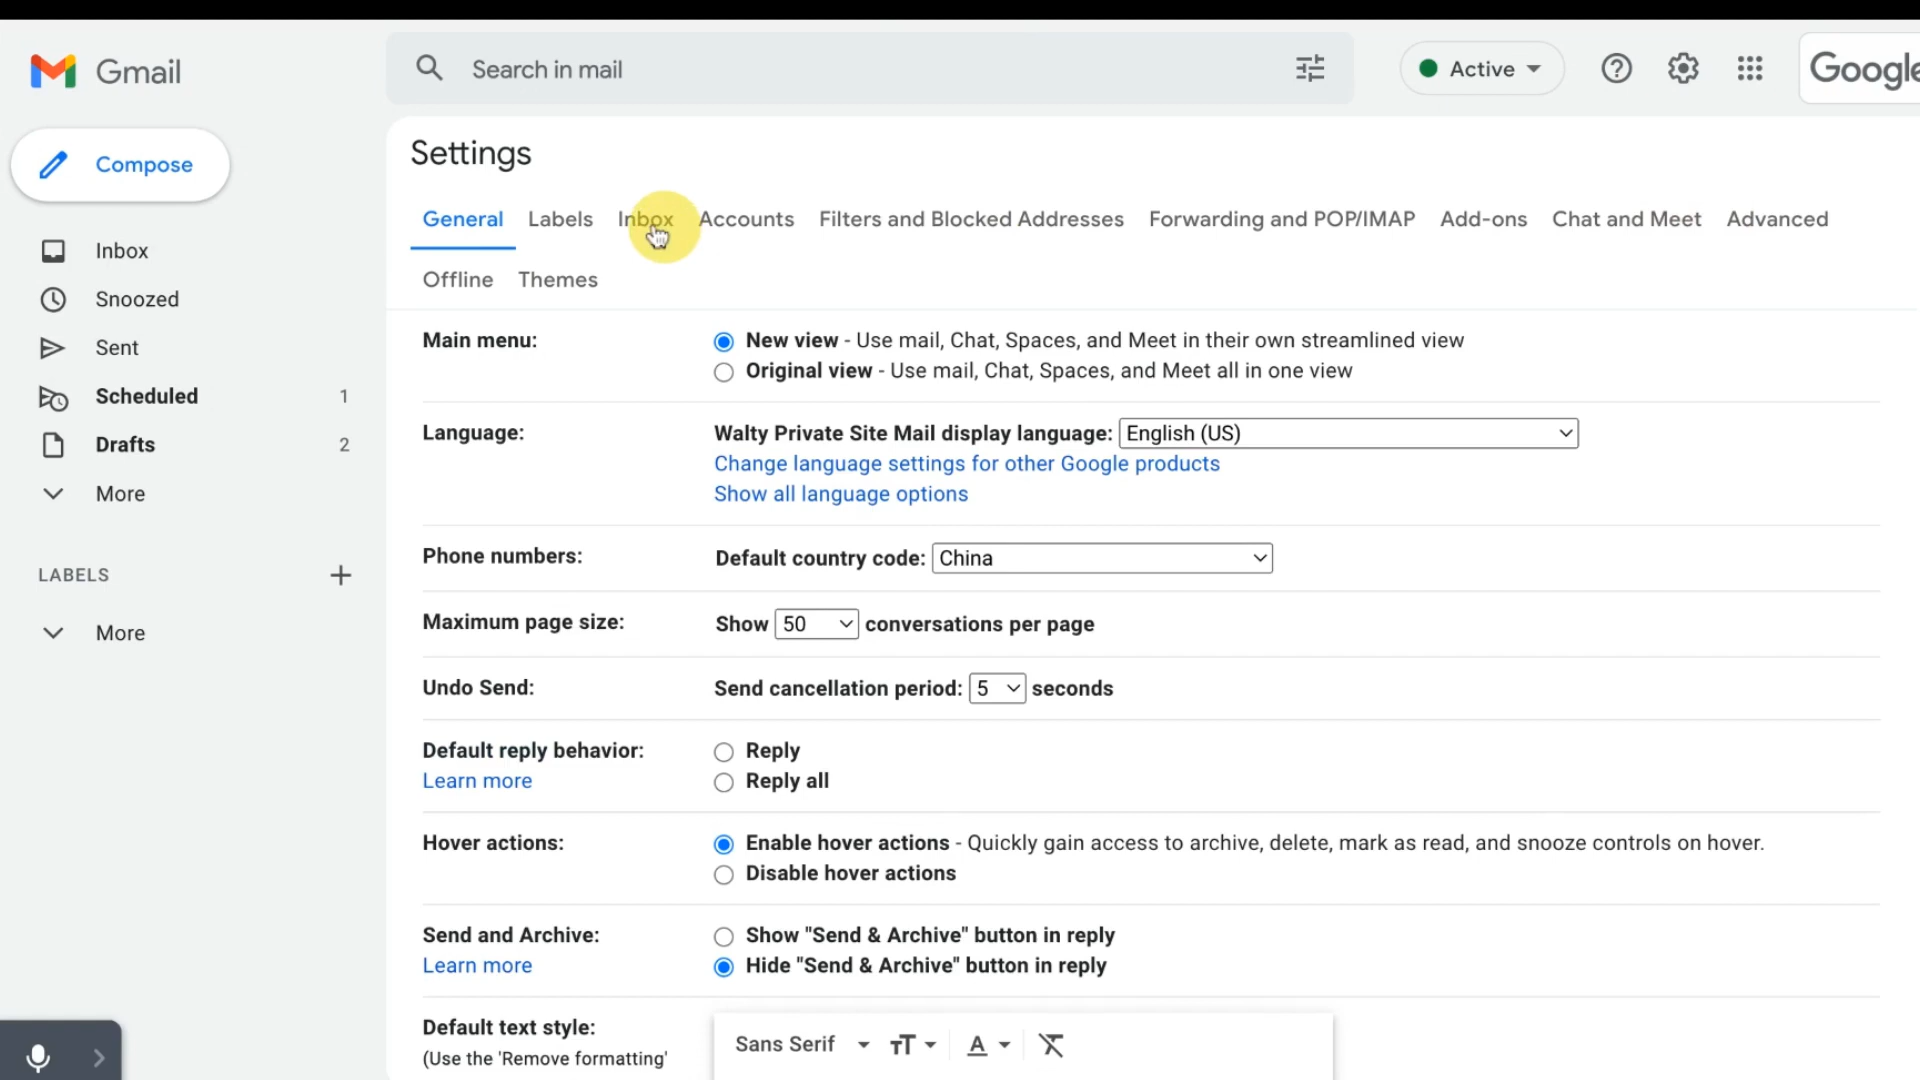 Gmail
Search in mail
Active
Google
Compose
Inbox
Snoozed
Sent
Scheduled 1
Drafts 2
More
LABELS
More
Settings
General Labels Inbox Accounts Filters and Blocked Addresses Forwarding and POP/IMAP Add-ons Chat and Meet Advanced
Offline Themes
Main menu: New view - Use mail, Chat, Spaces, and Meet in their own streamlined view
Original view - Use mail, Chat, Spaces, and Meet all in one view
Language: Walty Private Site Mail display language: English (US)
Change language settings for other Google products
Show all language options
Phone numbers: Default country code: China
Maximum page size: Show 50 conversations per page
Undo Send: Send cancellation period: 5 seconds
Default reply behavior: Reply
Learn more Reply all
Hover actions: Enable hover actions - Quickly gain access to archive, delete, mark as read, and snooze controls on hover.
Disable hover actions
Send and Archive: Show "Send & Archive" button in reply
Learn more Hide "Send & Archive" button in reply
Default text style: Sans Serif
(Use the 'Remove formatting'